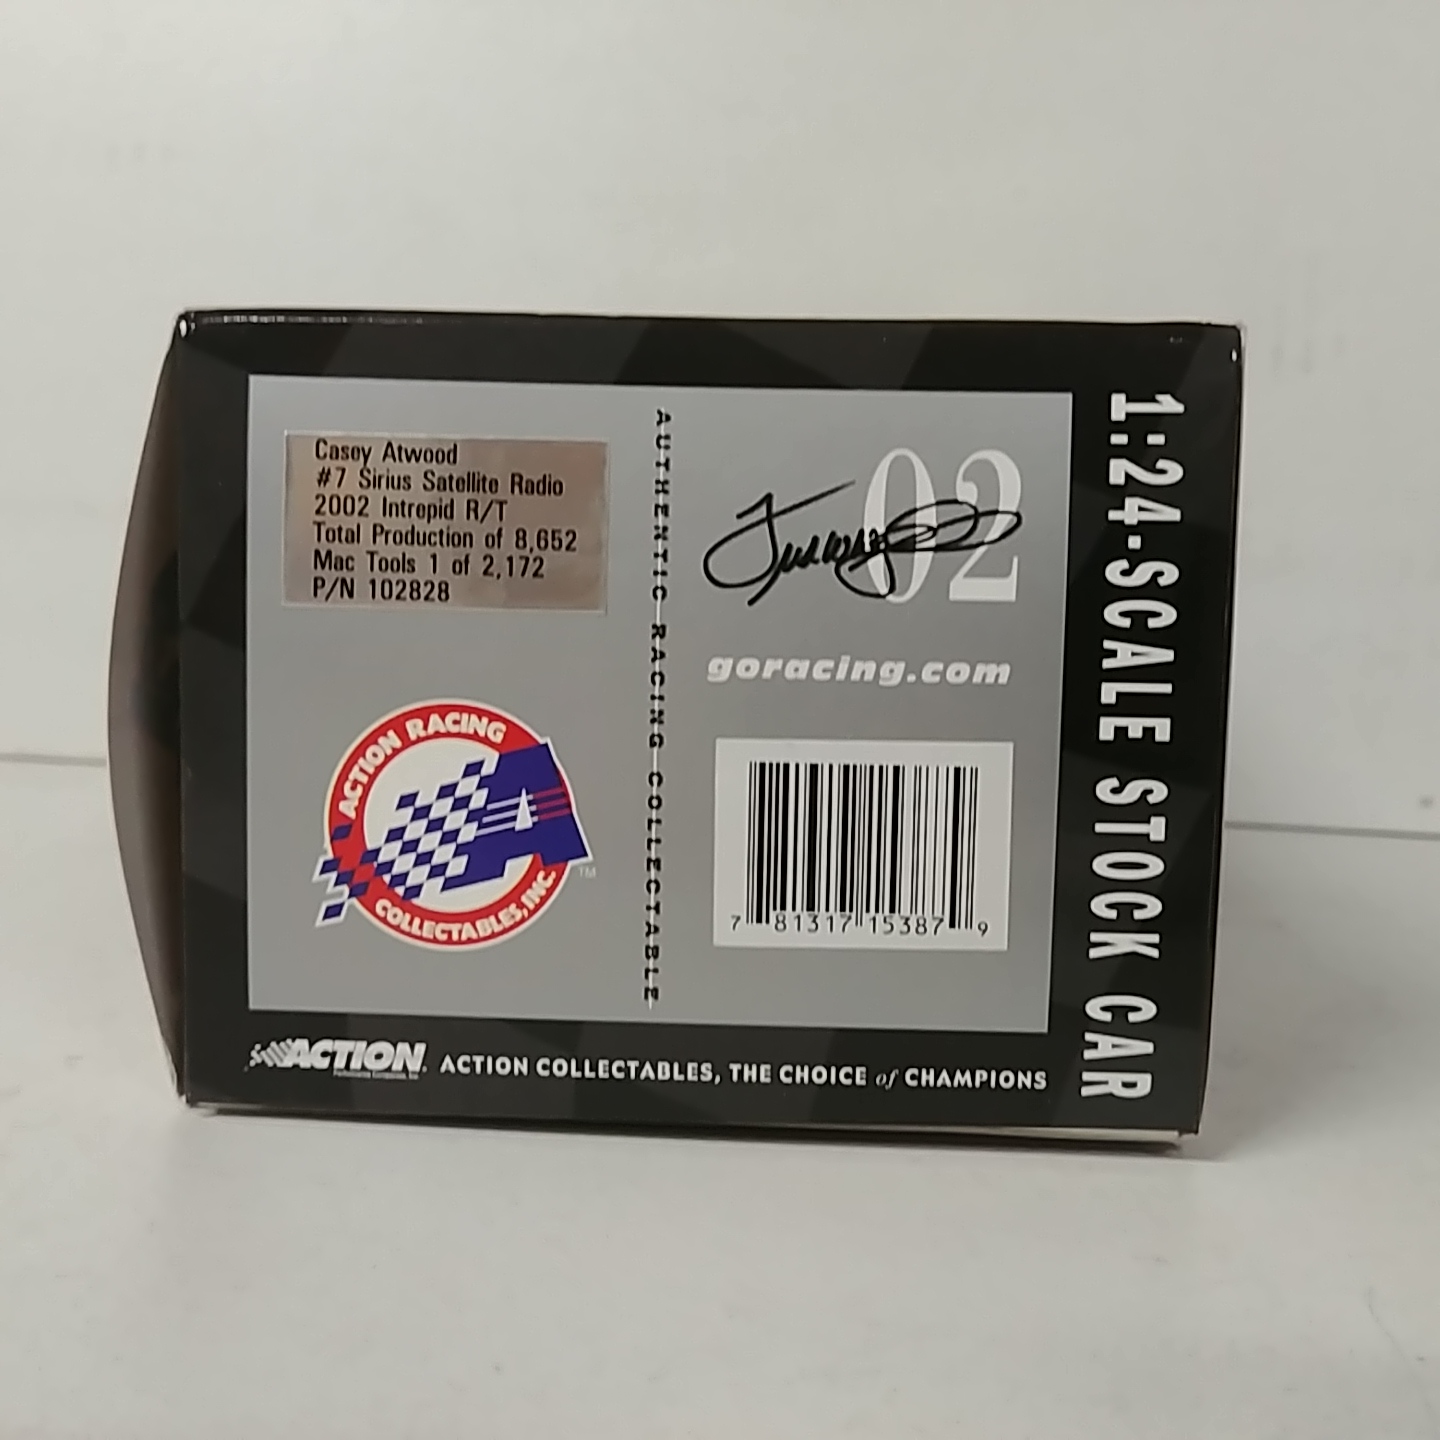 Casey Atwood
#7 Sirius Satellite Radio
2002 Intrepid R/T
Total Production of 8,652
Mac Tools 1 of 2,172
P/N 102828
ACTION RACING
COLLECTABLES, INC.
TM
AUTHENTIC RACING COLLECTABLE
02
goracing.com
7 81317 15387 9
1:24-SCALE STOCK CAR
ACTION
ACTION COLLECTABLES, THE CHOICE of CHAMPIONS